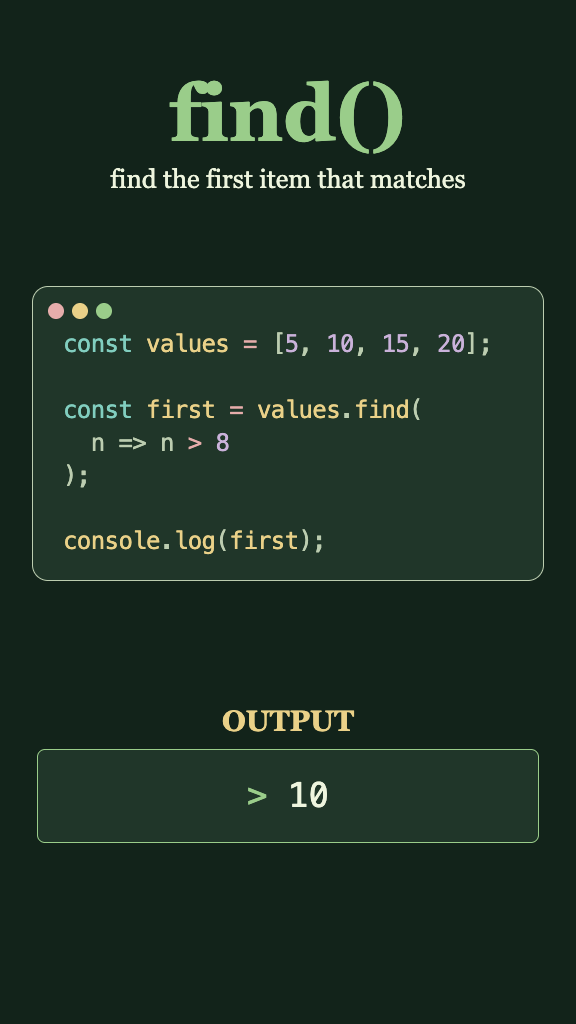 find()
find the first item that matches
const values = [5, 10, 15, 20];
const first = values.find(
  n => n > 8
);
console.log(first);
OUTPUT
> 10